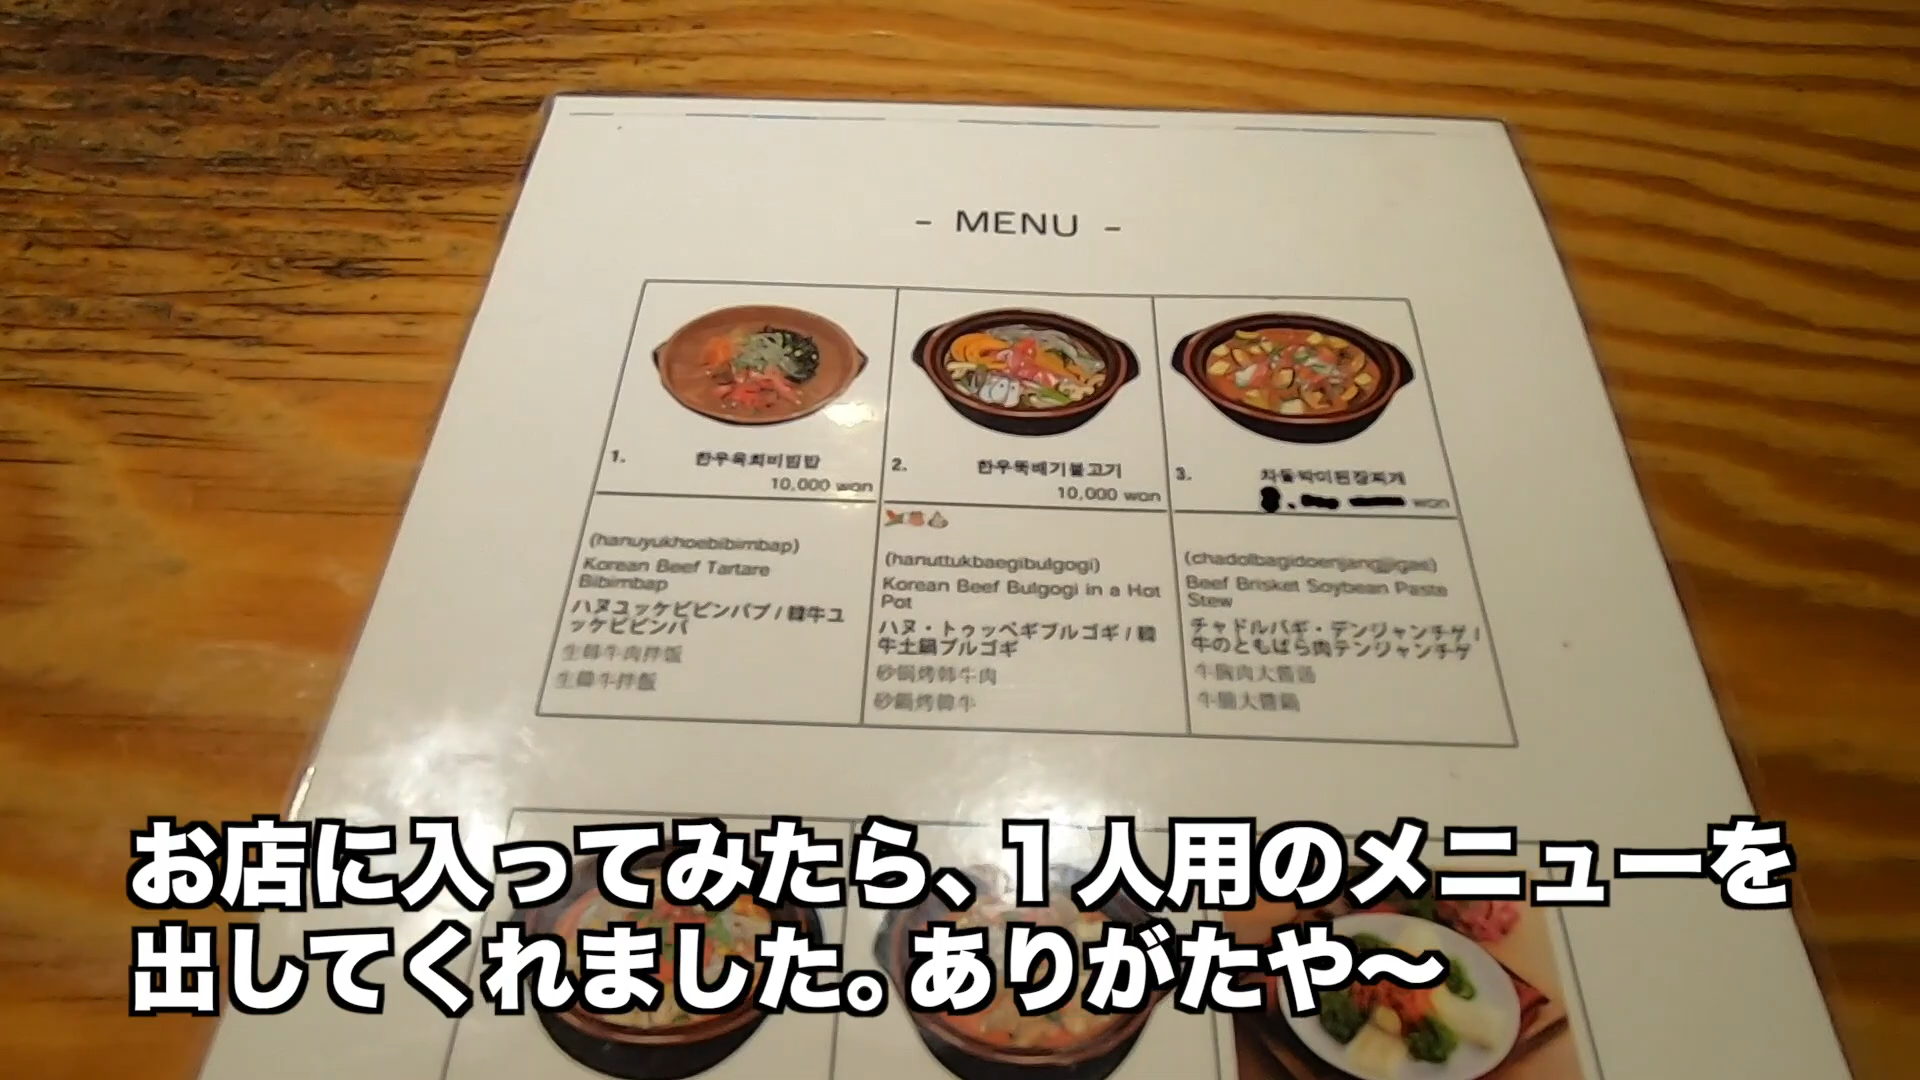 - MENU -
1. 한우육회비빔밥
10,000 won
2. 한우뚝배기불고기
10,000 won
3. 차돌박이된장찌개
won
(hanuyukhoebibimbap)
Korean Beef Tartare
Bibimbap
ハヌユッケビビンバプ / 韓牛ユ
ッケビビンバ
生韩牛肉拌饭
生韓牛拌飯
(hanuttukbaegibulgogi)
Korean Beef Bulgogi in a Hot
Pot
ハヌ・トゥッペギブルゴギ / 韓
牛土鍋プルゴギ
砂锅烤韩牛肉
砂鍋烤韓牛
(chadolbagidoenjangjjigae)
Beef Brisket Soybean Paste
Stew
チャドルバギ・デンジャンチゲ /
牛のともばら肉テンジャンチゲ
牛胸肉大酱汤
牛腩大醬鍋
お店に入ってみたら、1人用のメニューを
出してくれました。ありがたや〜